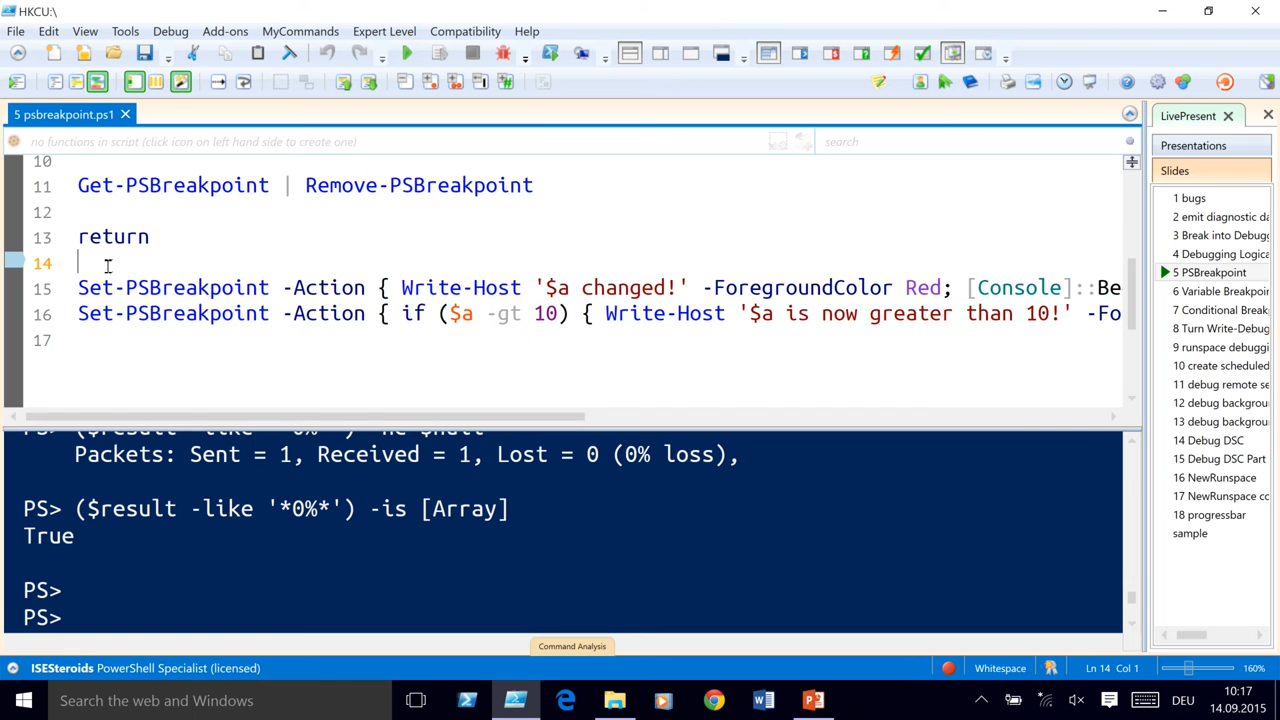 HKCU:\
File Edit View Tools Debug Add-ons MyCommands Expert Level Compatibility Help
5 psbreakpoint.ps1
LivePresent
no functions in script (click icon on left hand side to create one)
search
Presentations
Slides
10
11 Get-PSBreakpoint | Remove-PSBreakpoint
12
13 return
14
15 Set-PSBreakpoint -Action { Write-Host '$a changed!' -ForegroundColor Red; [Console]::Be
16 Set-PSBreakpoint -Action { if ($a -gt 10) { Write-Host '$a is now greater than 10!' -Fo
17
1 bugs
2 emit diagnostic da
3 Break into Debugg
4 Debugging Logica
5 PSBreakpoint
6 Variable Breakpoin
7 Conditional Break
8 Turn Write-Debug
9 runspace debuggi
10 create scheduled
11 debug remote se
12 debug backgrou
13 debug backgrou
14 Debug DSC
15 Debug DSC Part
16 NewRunspace
17 NewRunspace cc
18 progressbar
sample
Packets: Sent = 1, Received = 1, Lost = 0 (0% loss),
PS> ($result -like '*0%*') -is [Array]
True
PS>
PS>
Command Analysis
ISESteroids PowerShell Specialist (licensed)
Whitespace
Ln 14 Col 1
160%
Search the web and Windows
DEU
10:17
14.09.2015